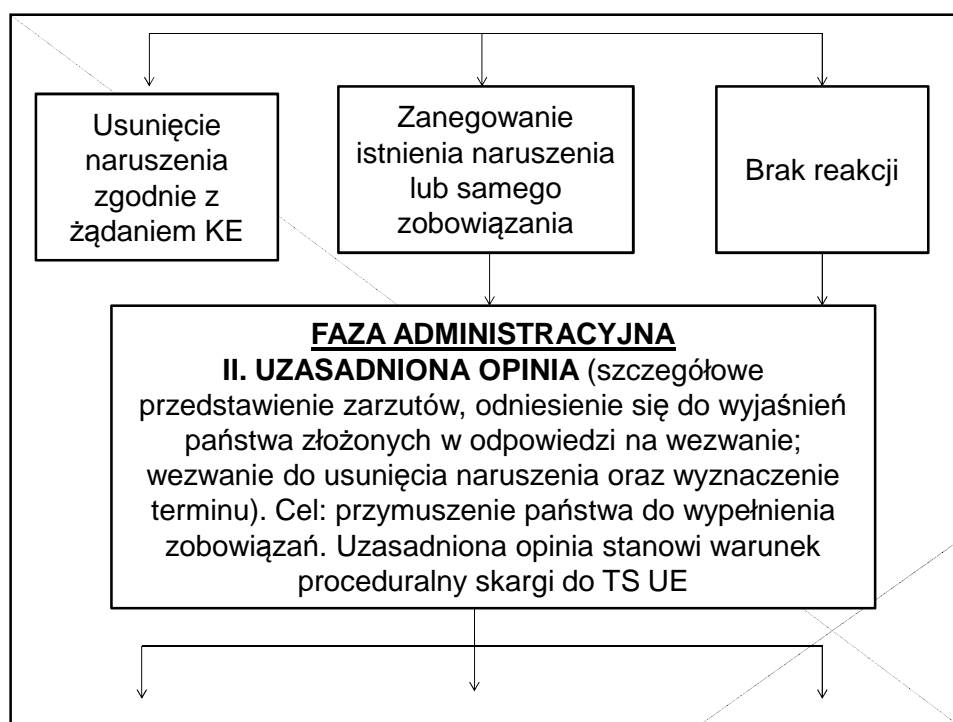 Usunięcie
naruszenia
zgodnie z
żądaniem KE
Zanegowanie
istnienia naruszenia
lub samego
zobowiązania
Brak reakcji
FAZA ADMINISTRACYJNA
II. UZASADNIONA OPINIA (szczegółowe
przedstawienie zarzutów, odniesienie się do wyjaśnień
państwa złożonych w odpowiedzi na wezwanie;
wezwanie do usunięcia naruszenia oraz wyznaczenie
terminu). Cel: przymuszenie państwa do wypełnienia
zobowiązań. Uzasadniona opinia stanowi warunek
proceduralny skargi do TS UE